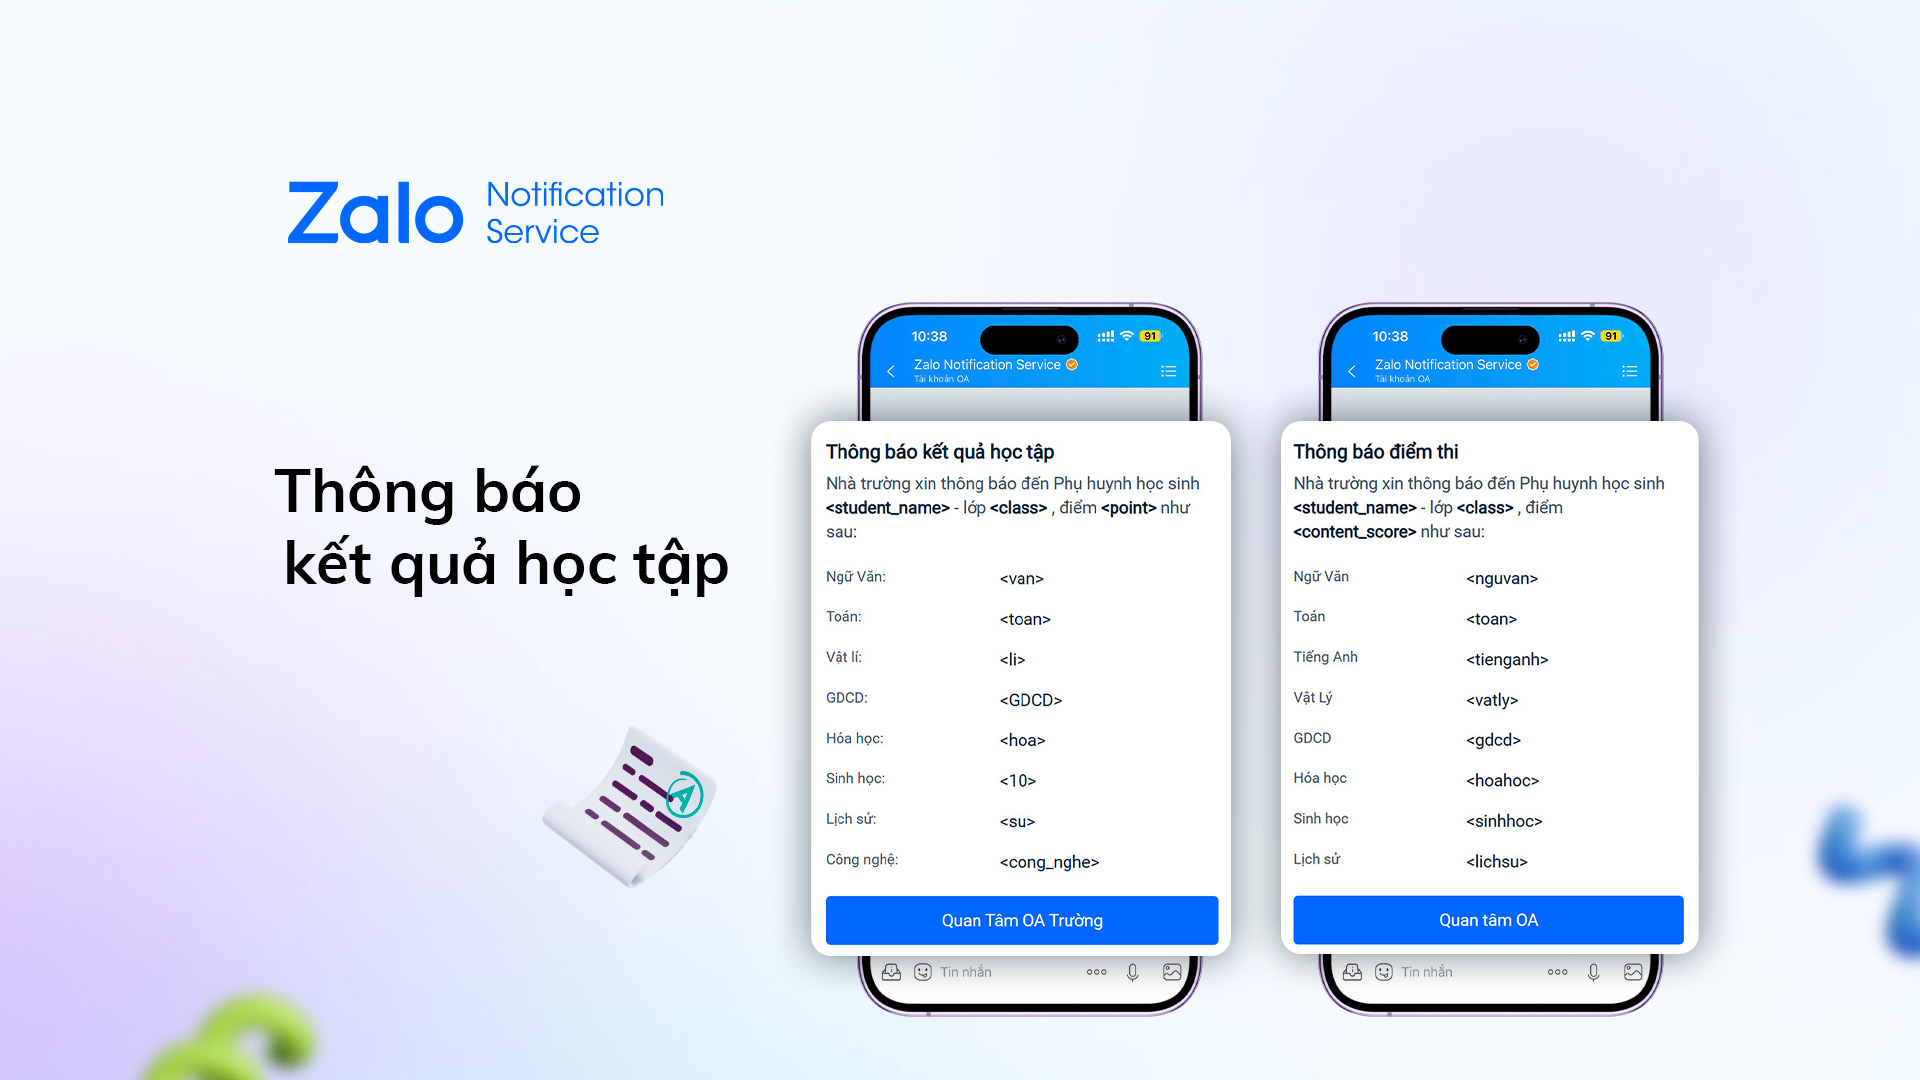 Zalo Notification
Service
Thông báo
kết quả học tập
10:38
91
Zalo Notification Service
Tài khoản OA
Thông báo kết quả học tập
Nhà trường xin thông báo đến Phụ huynh học sinh
<student_name> - lớp <class> , điểm <point> như
sau:
Ngữ Văn: <van>
Toán: <toan>
Vật lí: <li>
GDCD: <GDCD>
Hóa học: <hoa>
Sinh học: <10>
Lịch sử: <su>
Công nghệ: <cong_nghe>
Quan Tâm OA Trường
Tin nhắn
10:38
91
Zalo Notification Service
Tài khoản OA
Thông báo điểm thi
Nhà trường xin thông báo đến Phụ huynh học sinh
<student_name> - lớp <class> , điểm
<content_score> như sau:
Ngữ Văn <nguvan>
Toán <toan>
Tiếng Anh <tienganh>
Vật Lý <vatly>
GDCD <gdcd>
Hóa học <hoahoc>
Sinh học <sinhhoc>
Lịch sử <lichsu>
Quan tâm OA
Tin nhắn
A